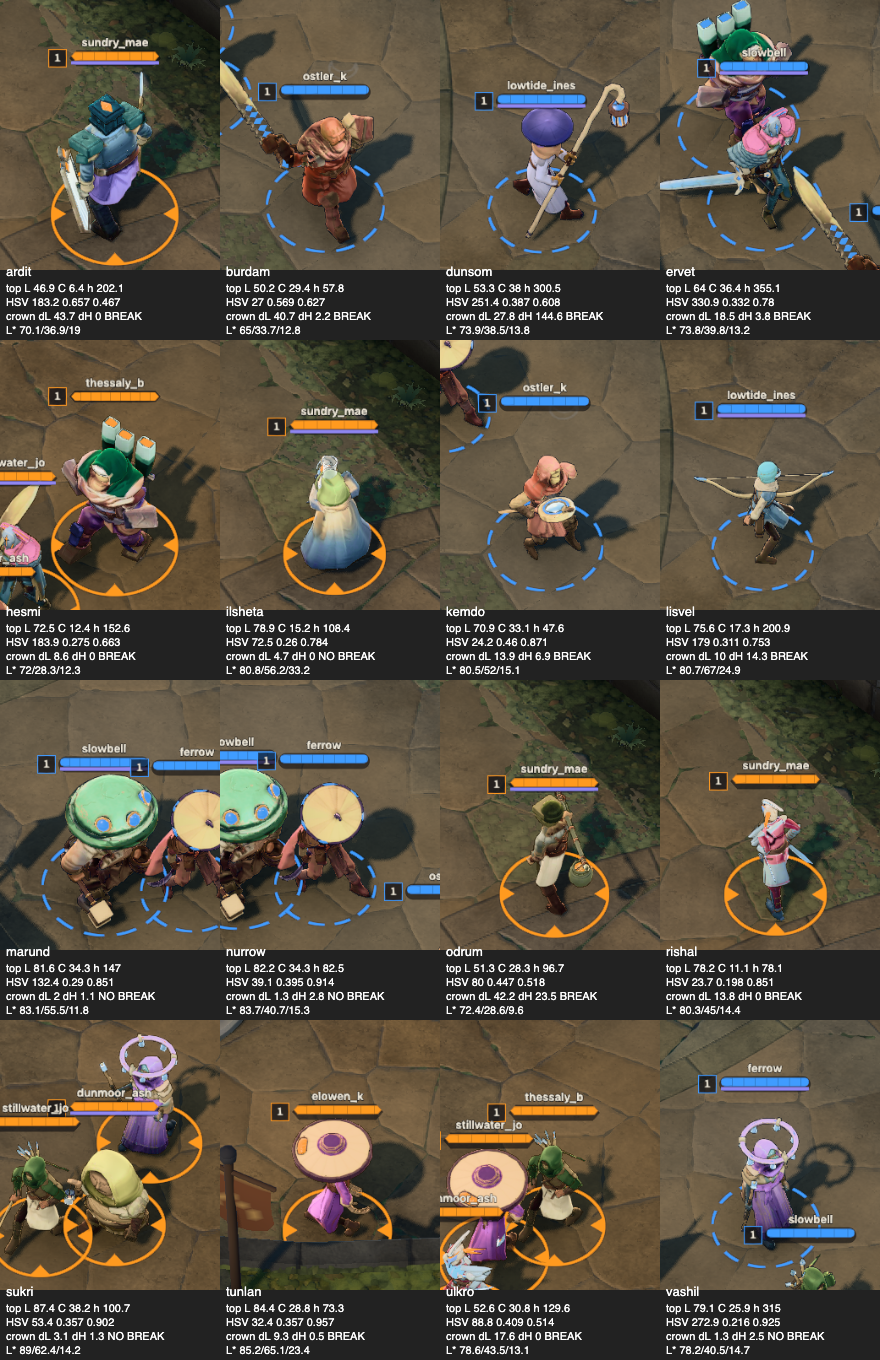 sundry_mae
1
ardit
top L 46.9 C 6.4 h 202.1
HSV 183.2 0.657 0.467
crown dL 43.7 dH 0 BREAK
L* 70.1/36.9/19
ostler_k
1
burdam
top L 50.2 C 29.4 h 57.8
HSV 27 0.569 0.627
crown dL 40.7 dH 2.2 BREAK
L* 65/33.7/12.8
lowtide_ines
1
dunsom
top L 53.3 C 38 h 300.5
HSV 251.4 0.387 0.608
crown dL 27.8 dH 144.6 BREAK
L* 73.9/38.5/13.8
slowbell
1
1
ervet
top L 64 C 36.4 h 355.1
HSV 330.9 0.332 0.78
crown dL 18.5 dH 3.8 BREAK
L* 73.8/39.8/13.2
thessaly_b
1
water_jo
_ash
hesmi
top L 72.5 C 12.4 h 152.6
HSV 183.9 0.275 0.663
crown dL 8.6 dH 0 BREAK
L* 72/28.3/12.3
sundry_mae
1
ilsheta
top L 78.9 C 15.2 h 108.4
HSV 72.5 0.26 0.784
crown dL 4.7 dH 0 NO BREAK
L* 80.8/56.2/33.2
ostler_k
1
kemdo
top L 70.9 C 33.1 h 47.6
HSV 24.2 0.46 0.871
crown dL 13.9 dH 6.9 BREAK
L* 80.5/52/15.1
lowtide_ines
1
lisvel
top L 75.6 C 17.3 h 200.9
HSV 179 0.311 0.753
crown dL 10 dH 14.3 BREAK
L* 80.7/67/24.9
slowbell
ferrow
1
1
marund
top L 81.6 C 34.3 h 147
HSV 132.4 0.29 0.851
crown dL 2 dH 1.1 NO BREAK
L* 83.1/55.5/11.8
owbell
ferrow
1
1
os
nurrow
top L 82.2 C 34.3 h 82.5
HSV 39.1 0.395 0.914
crown dL 1.3 dH 2.8 NO BREAK
L* 83.7/40.7/15.3
sundry_mae
1
odrum
top L 51.3 C 28.3 h 96.7
HSV 80 0.447 0.518
crown dL 42.2 dH 23.5 BREAK
L* 72.4/28.6/9.6
sundry_mae
1
rishal
top L 78.2 C 11.1 h 78.1
HSV 23.7 0.198 0.851
crown dL 13.8 dH 0 BREAK
L* 80.3/45/14.4
dunmoor_ash
stillwater_jo
sukri
top L 87.4 C 38.2 h 100.7
HSV 53.4 0.357 0.902
crown dL 3.1 dH 1.3 NO BREAK
L* 89/62.4/14.2
elowen_k
1
tunlan
top L 84.4 C 28.8 h 73.3
HSV 32.4 0.357 0.957
crown dL 9.3 dH 0.5 BREAK
L* 85.2/65.1/23.4
thessaly_b
1
stillwater_jo
nmoor_ash
ulkro
top L 52.6 C 30.8 h 129.6
HSV 88.8 0.409 0.514
crown dL 17.6 dH 0 BREAK
L* 78.6/43.5/13.1
ferrow
1
slowbell
1
vashil
top L 79.1 C 25.9 h 315
HSV 272.9 0.216 0.925
crown dL 1.3 dH 2.5 NO BREAK
L* 78.2/40.5/14.7